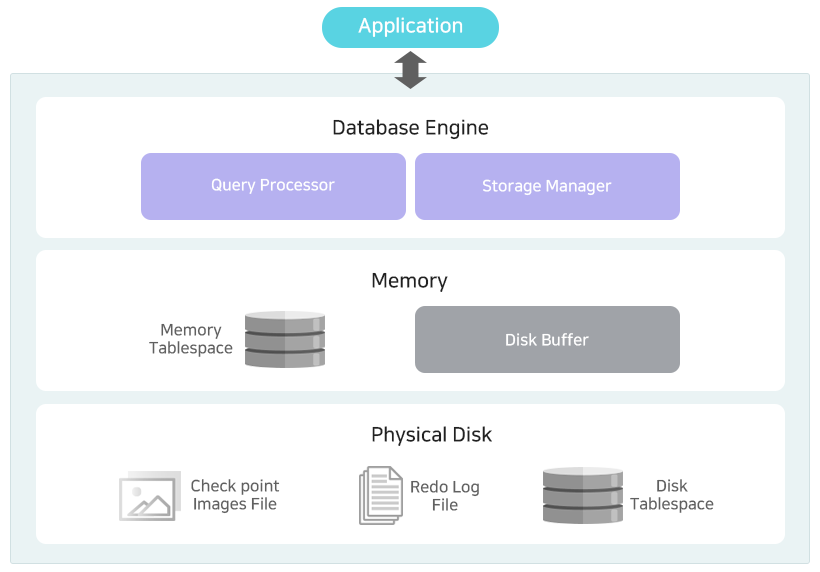 Application
Database Engine
Query Processor
Storage Manager
Memory
Memory
Tablespace
Disk Buffer
Physical Disk
Check point
Images File
Redo Log
File
Disk
Tablespace